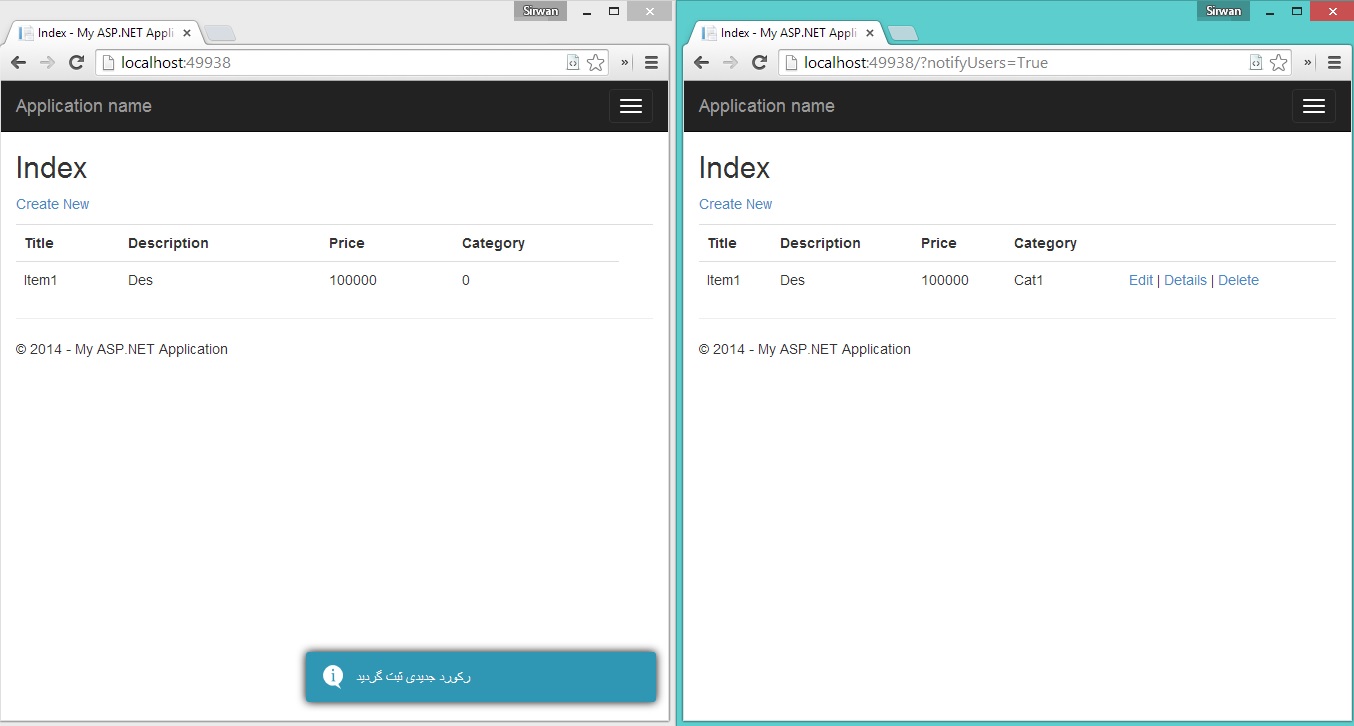 Sirwan
Index - My ASP.NET Appli
localhost:49938
Application name
Index
Create New
Title Description Price Category
Item1 Des 100000 0
© 2014 - My ASP.NET Application
رکورد جدیدی ثبت گردید
Sirwan
Index - My ASP.NET Appli
localhost:49938/?notifyUsers=True
Application name
Index
Create New
Title Description Price Category
Item1 Des 100000 Cat1 Edit | Details | Delete
© 2014 - My ASP.NET Application